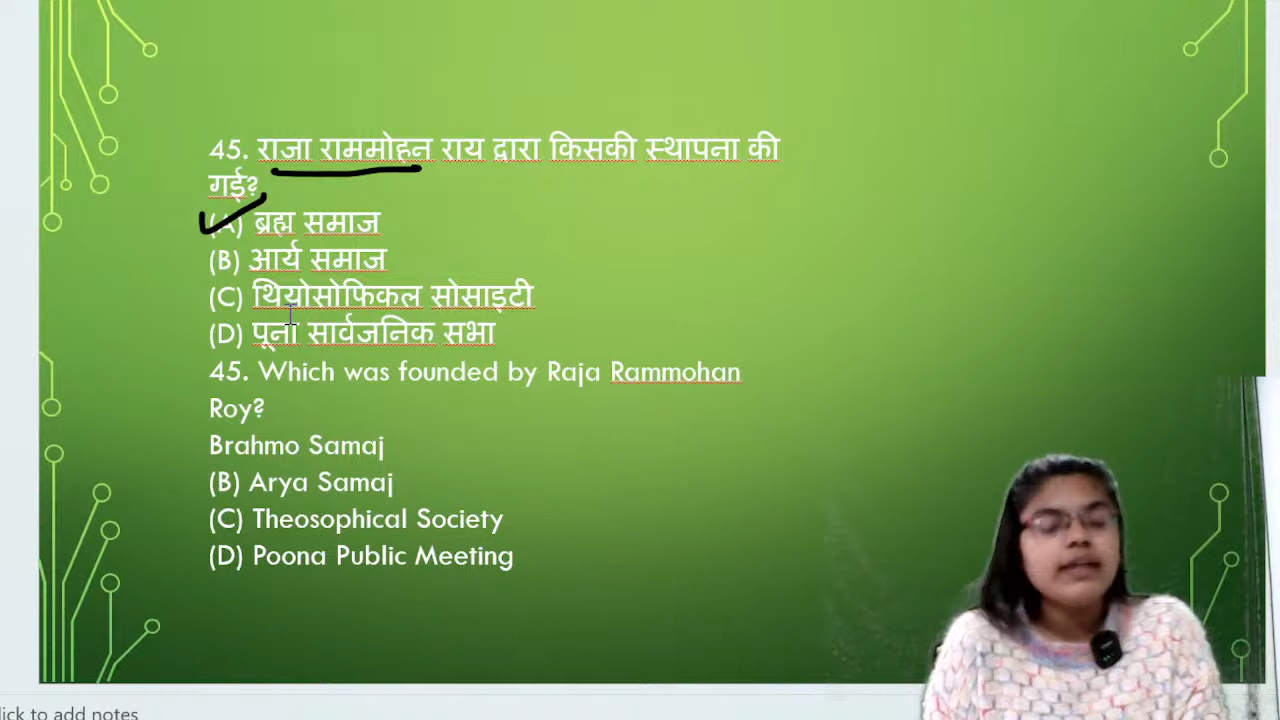 45. राजा राममोहन राय द्वारा किसकी स्थापना की
गई?
(A) ब्रह्म समाज
(B) आर्य समाज
(C) थियोसोफिकल सोसाइटी
(D) पूना सार्वजनिक सभा
45. Which was founded by Raja Rammohan
Roy?
Brahmo Samaj
(B) Arya Samaj
(C) Theosophical Society
(D) Poona Public Meeting
lick to add notes